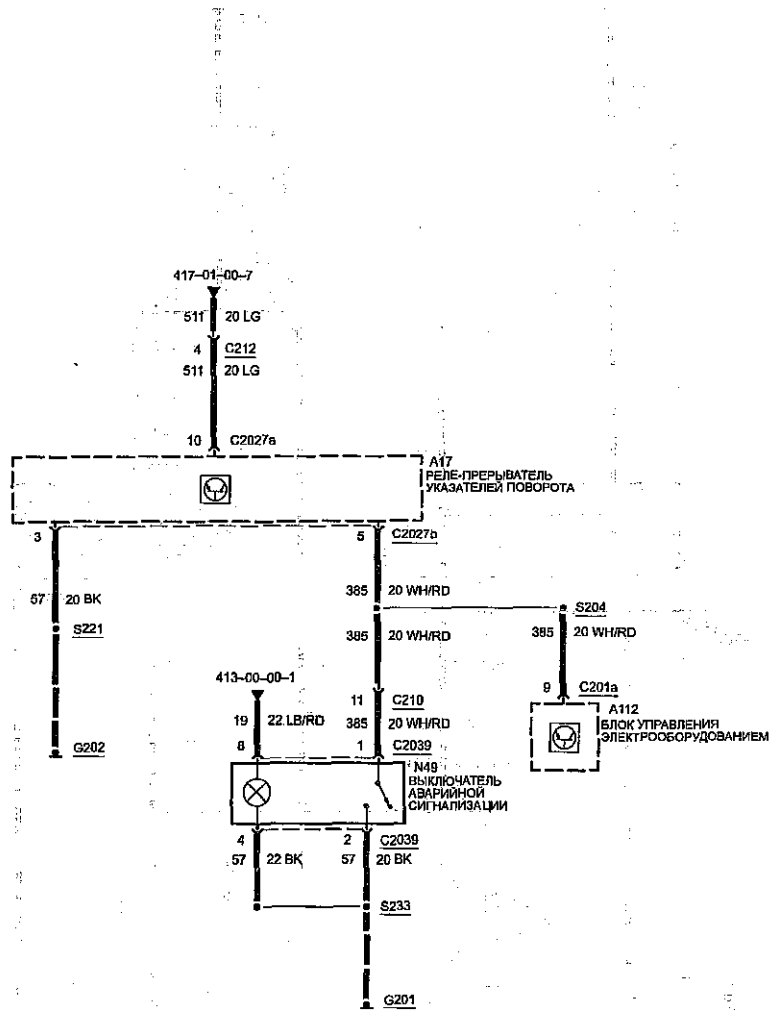 417-01-00-7
511 20 LG
4 C212
511 20 LG
10 C2027a
A17
РЕЛЕ-ПРЕРЫВАТЕЛЬ
УКАЗАТЕЛЕЙ ПОВОРОТА
3 5 C2027b
385 20 WH/RD
57 20 BK
S204
S221
385 20 WH/RD
385 20 WH/RD
413-00-00-1
11 C210
9 C201a
19 22 LB/RD
385 20 WH/RD
A112
БЛОК УПРАВЛЕНИЯ
ЭЛЕКТРООБОРУДОВАНИЕМ
G202
8 1 C2039
N49
ВЫКЛЮЧАТЕЛЬ
АВАРИЙНОЙ
СИГНАЛИЗАЦИИ
4 2 C2039
57 22 BK 57 20 BK
S233
G201